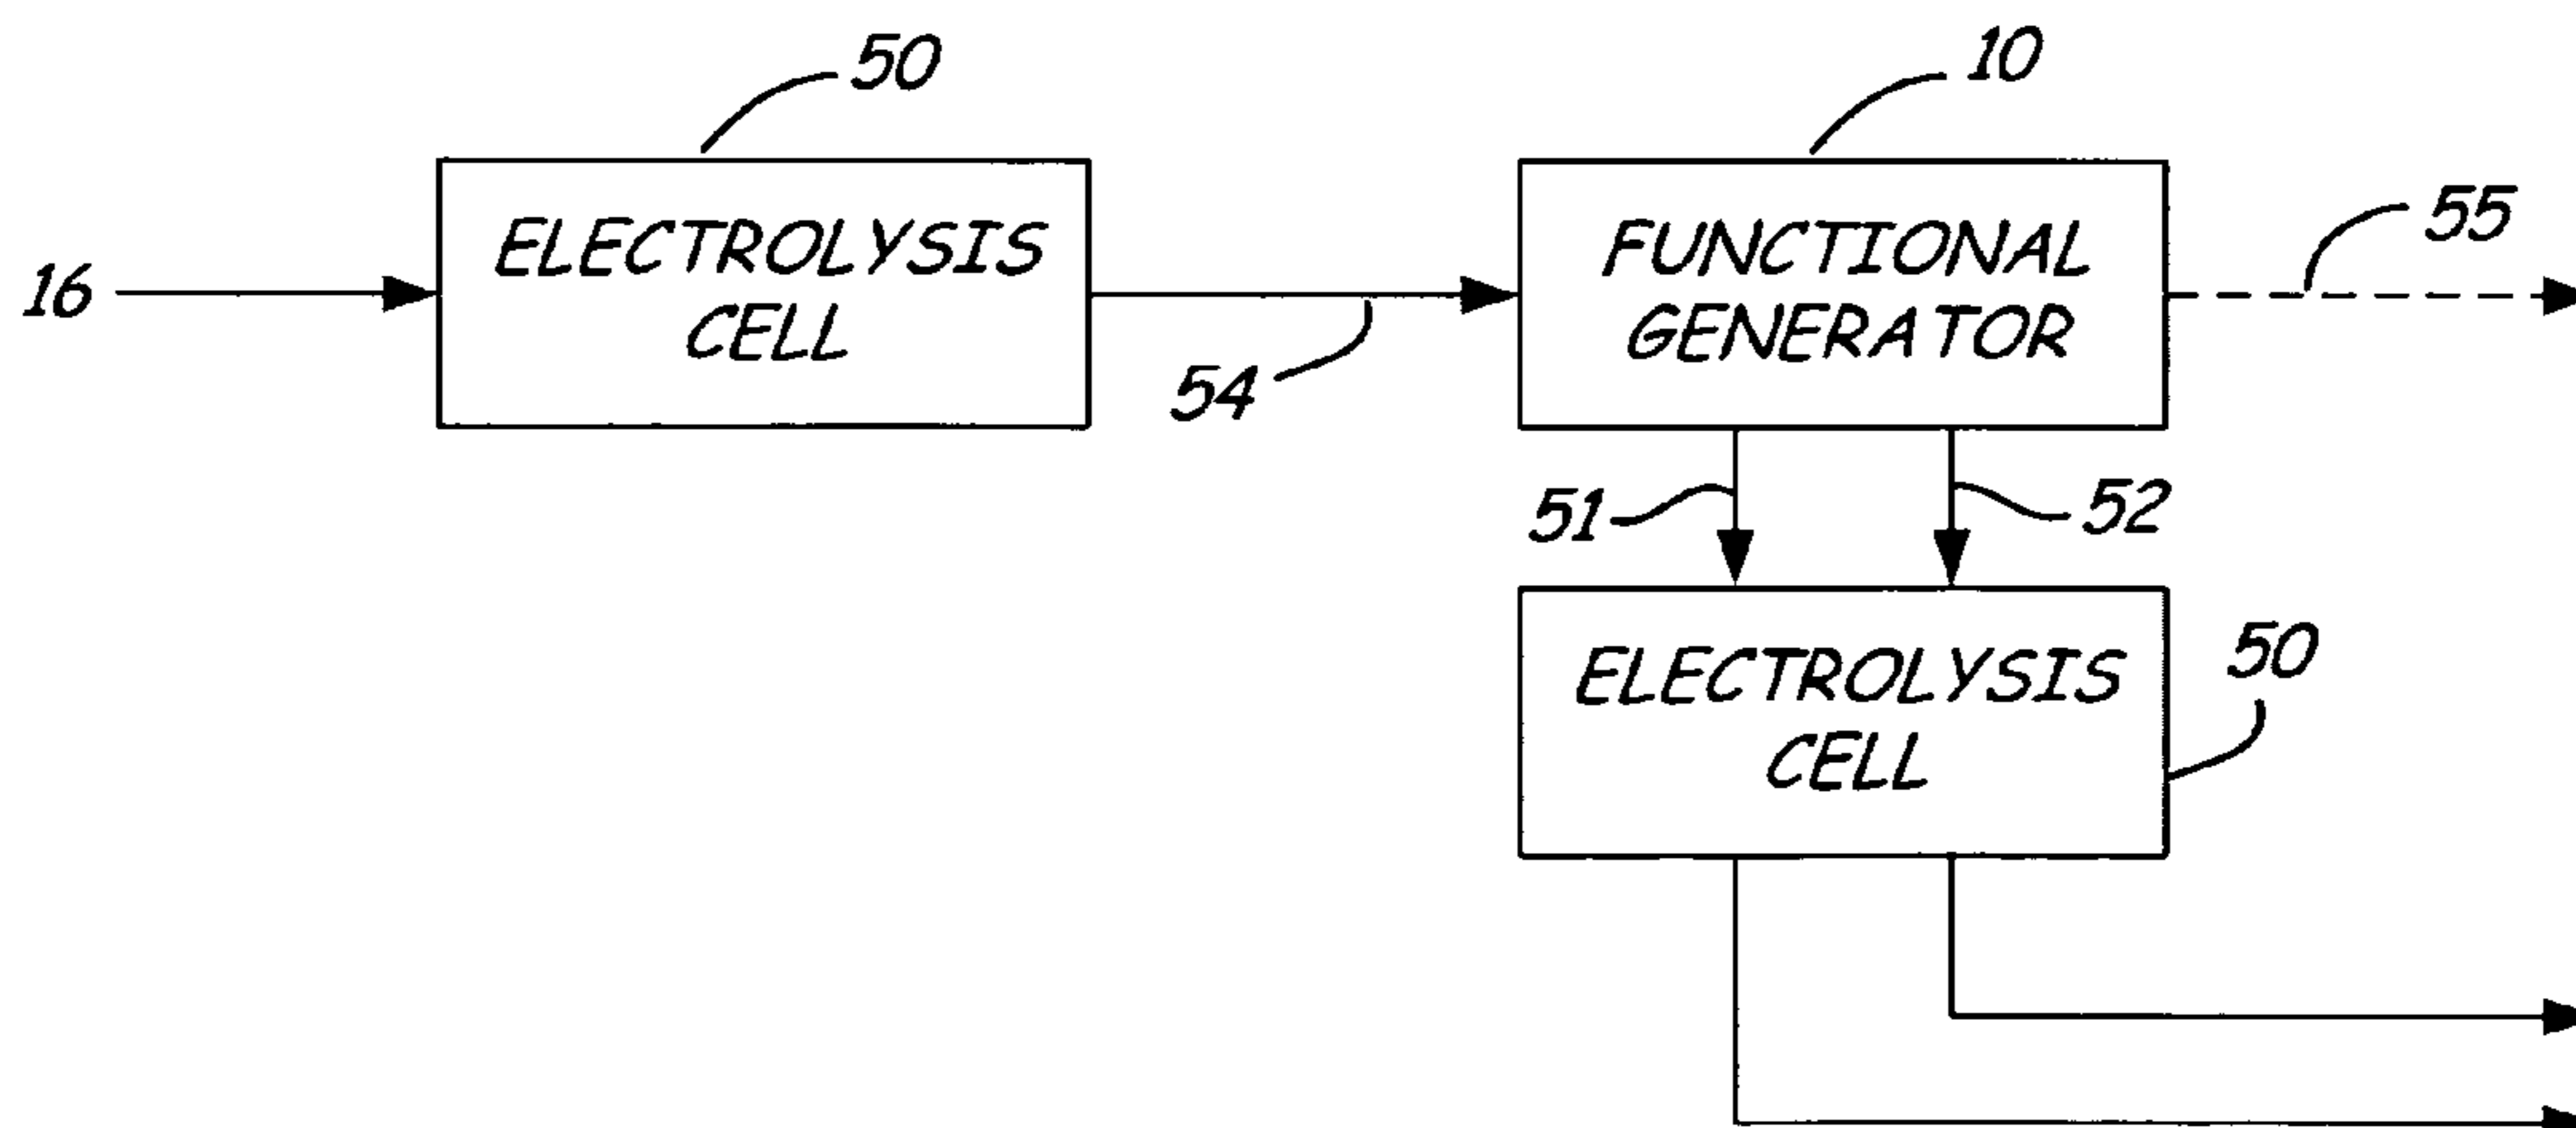 50
10
16
ELECTROLYSIS
CELL
54
FUNCTIONAL
GENERATOR
55
51
52
ELECTROLYSIS
CELL
50